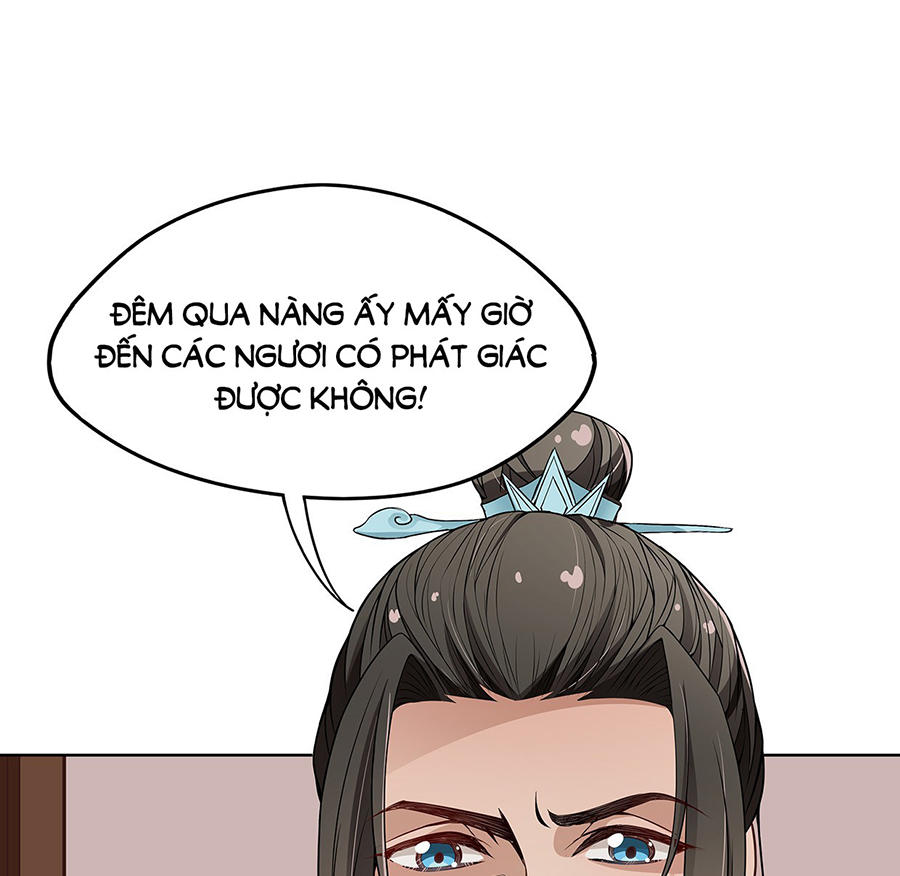 ĐÊM QUA NÀNG ẤY MẤY GIỜ
ĐẾN CÁC NGƯƠI CÓ PHÁT GIÁC
ĐƯỢC KHÔNG!